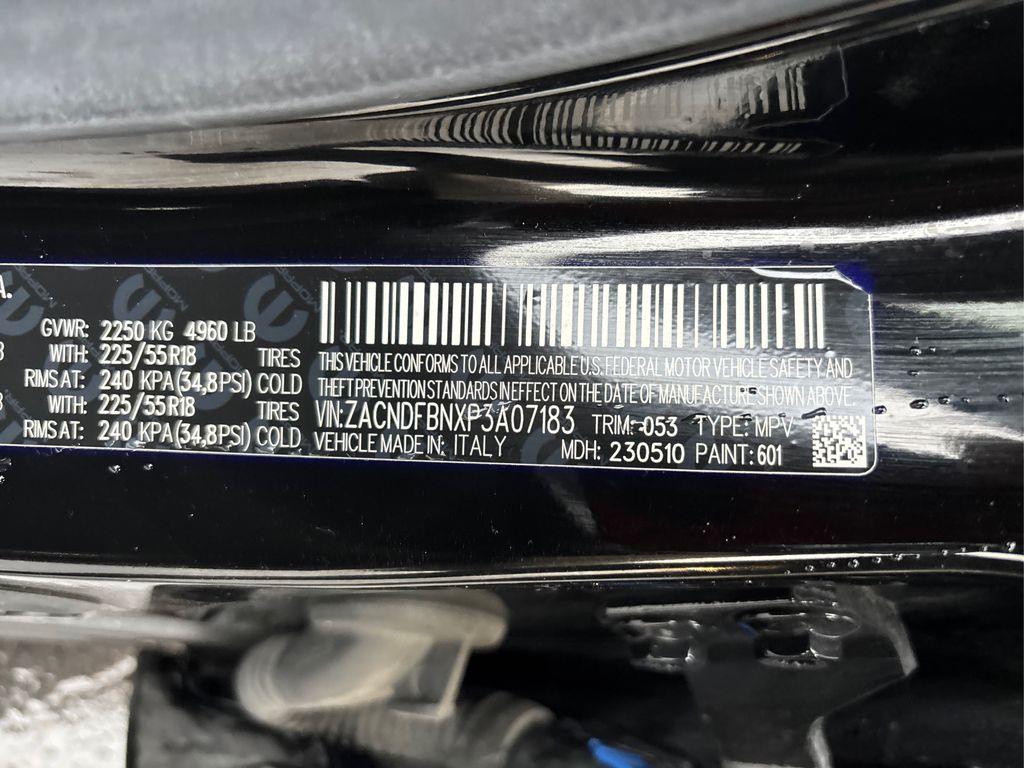 A.
GVWR: 2250 KG 4960 LB
WITH: 225/55R18 TIRES
RIMS AT: 240 KPA(34,8PSI) COLD
WITH: 225/55R18 TIRES
RIMS AT: 240 KPA(34,8PSI) COLD
THIS VEHICLE CONFORMS TO ALL APPLICABLE U.S. FEDERAL MOTOR VEHICLE SAFETY AND
THEFT PREVENTION STANDARDS IN EFFECT ON THE DATE OF MANUFACTURE SHOWN ABOVE.
VIN:ZACNDFBNXP3A07183 TRIM: 053 TYPE: MPV
VEHICLE MADE IN: ITALY MDH: 230510 PAINT: 601